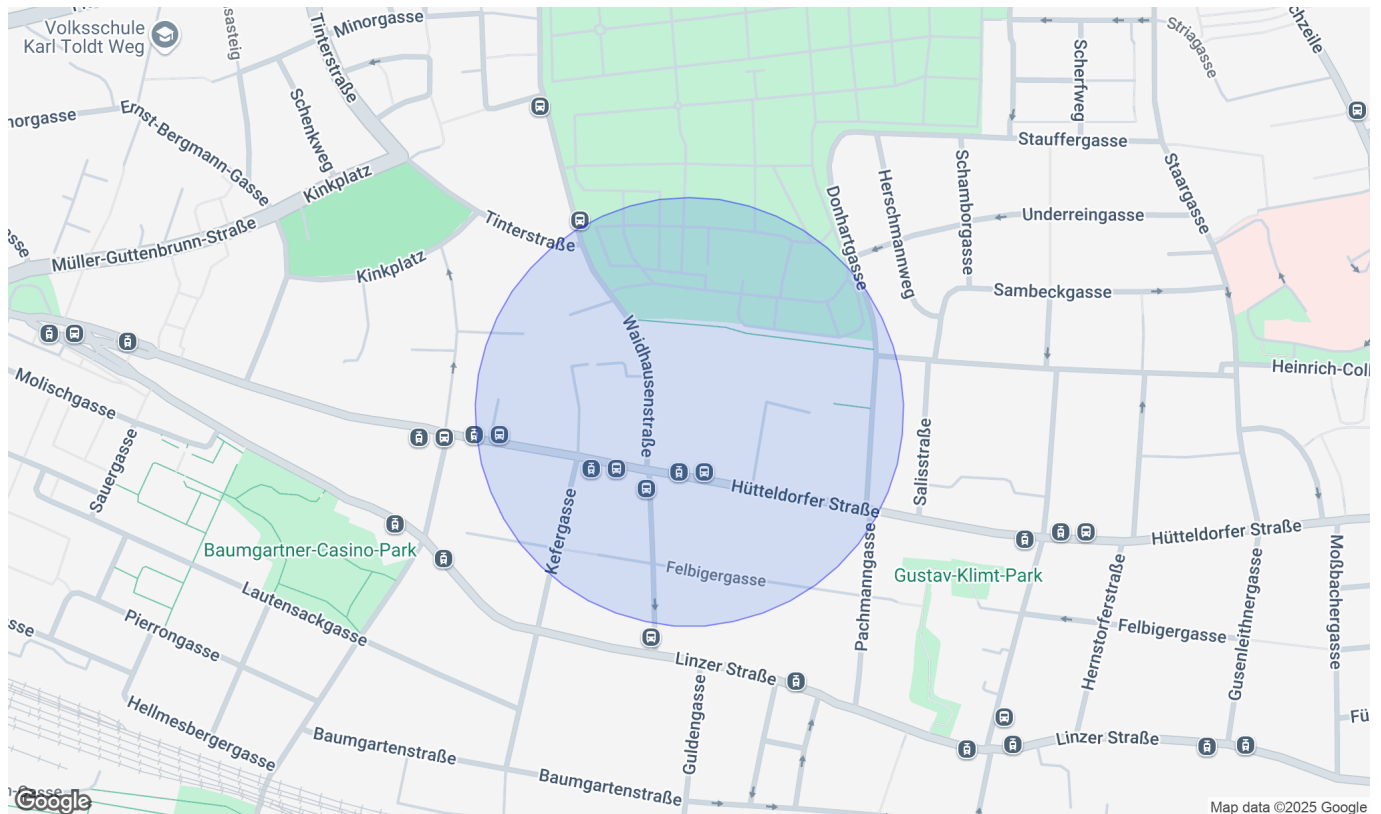 Volksschule
Karl Toldt Weg
Tinterstraße
Minorgasse
Striagasse
Scherfweg
Schenkweg
Ernst-Bergmann-Gasse
Stauffergasse
Staargasse
Kinkplatz
Herschmannweg
Schamborgasse
Donhartgasse
Underreingasse
Tinterstraße
Müller-Guttenbrunn-Straße
Kinkplatz
Sambeckgasse
Waidhausenstraße
Heinrich-Coll
Molischgasse
Sauergasse
Salisstraße
Hütteldorfer Straße
Hütteldorfer Straße
Kefergasse
Baumgartner-Casino-Park
Felbigergasse
Gustav-Klimt-Park
Pachmanngasse
Moßbachergasse
Gusenleithnergasse
Hernstorferstraße
Lautensackgasse
Pierrongasse
Felbigergasse
Linzer Straße
Guldengasse
Hellmesbergergasse
Linzer Straße
Baumgartenstraße
Baumgartenstraße
Google
Map data ©2025 Google